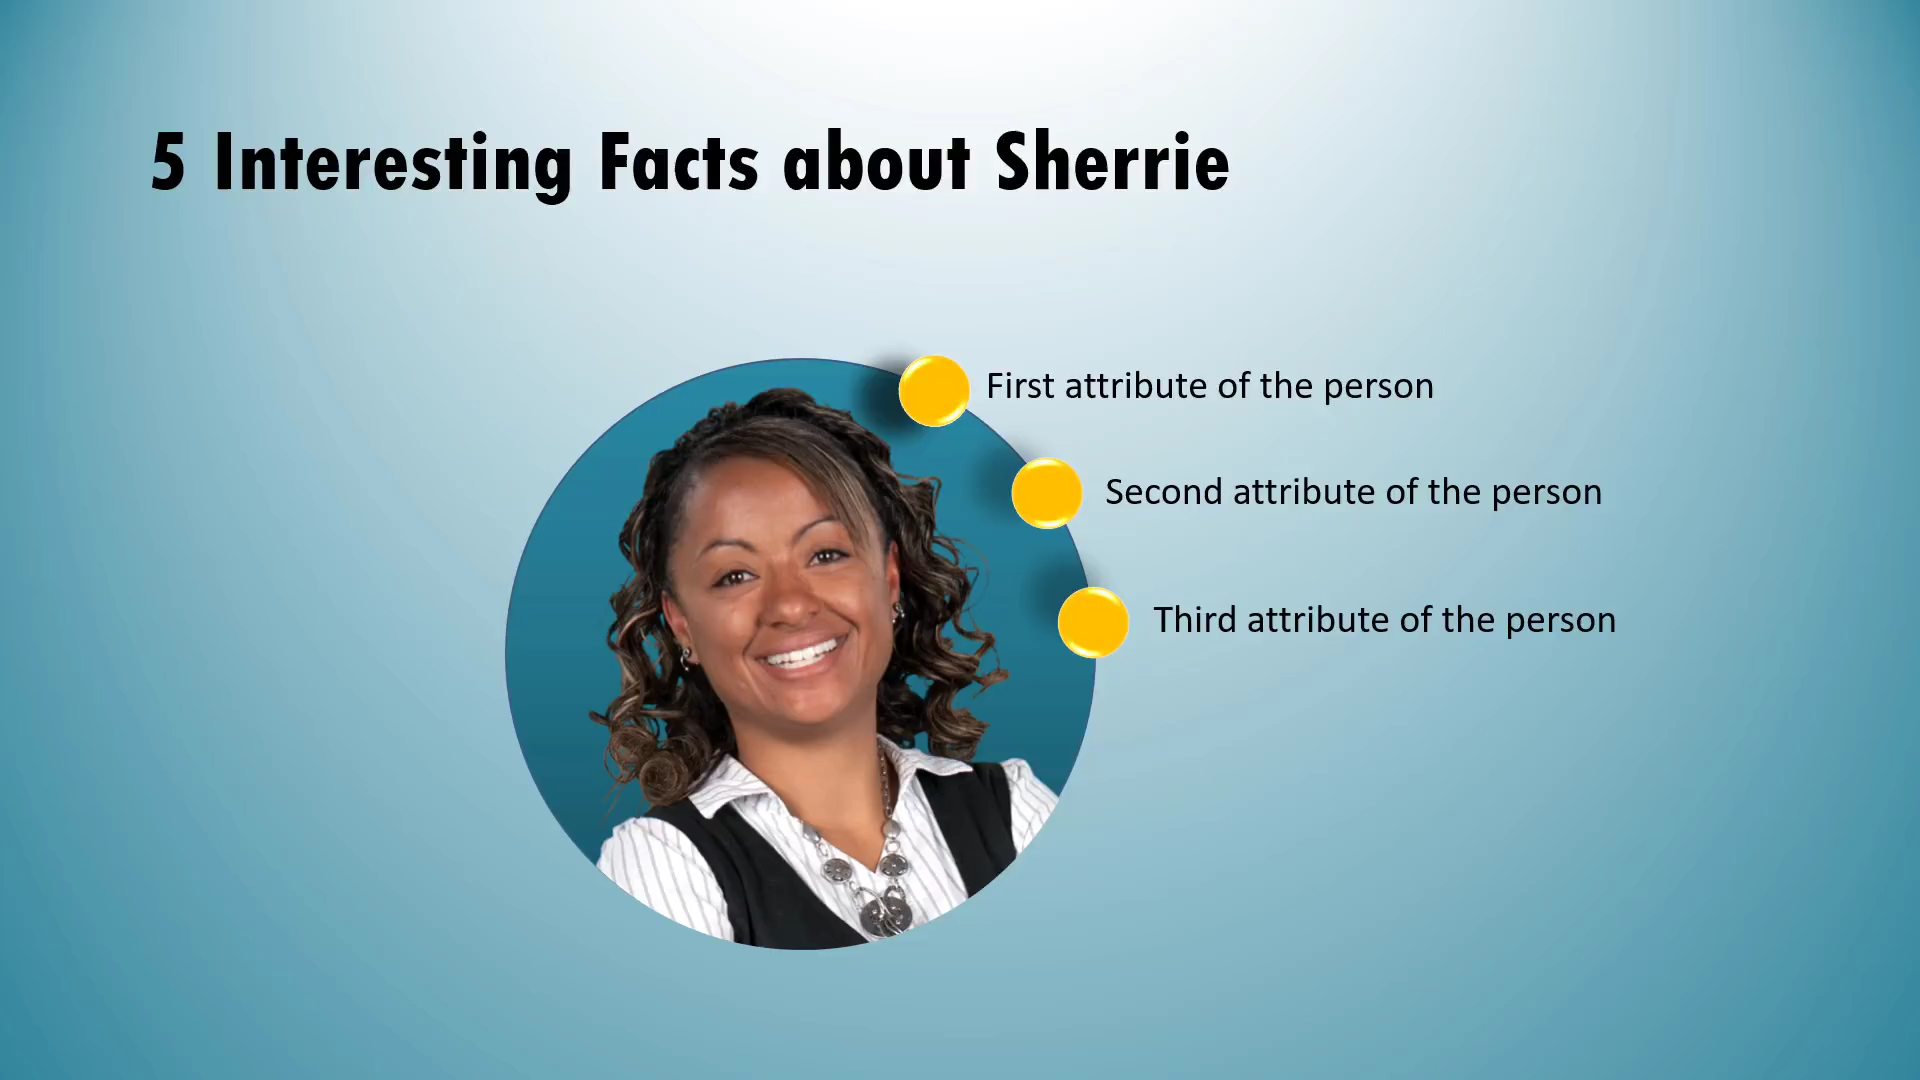 5 Interesting Facts about Sherrie
First attribute of the person
Second attribute of the person
Third attribute of the person